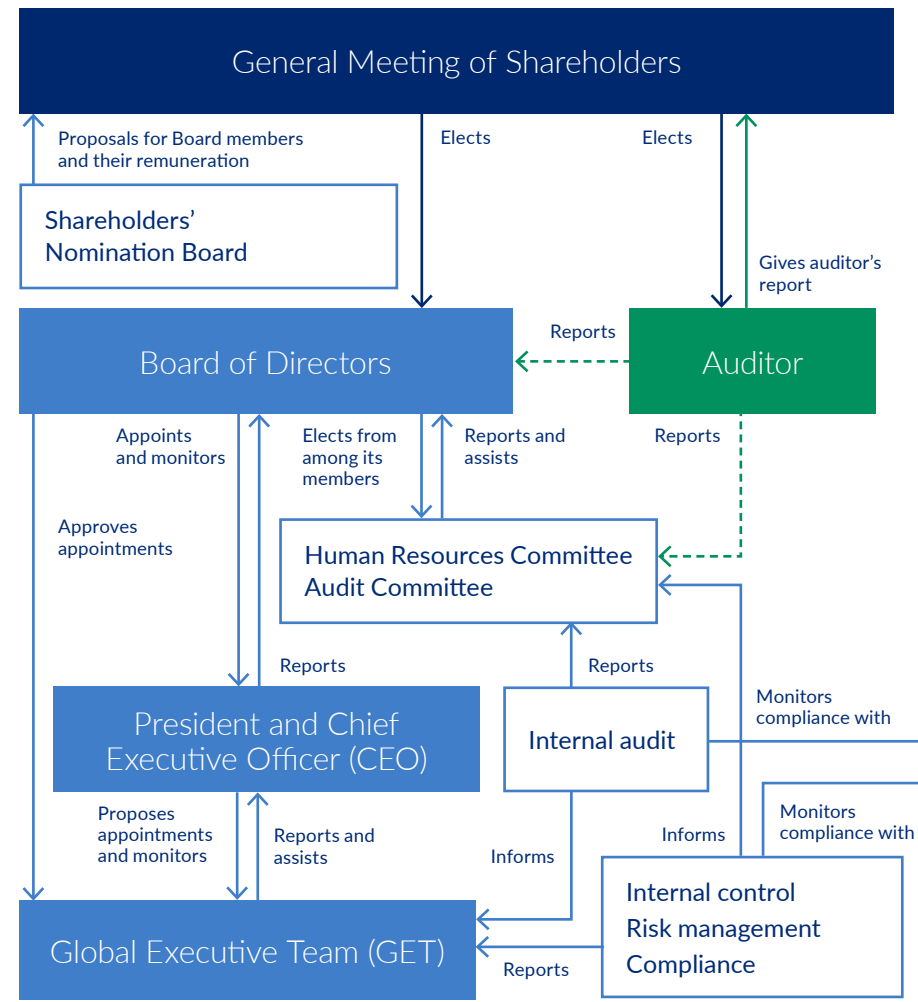 General Meeting of Shareholders
Proposals for Board members
and their remuneration
Elects
Elects
Shareholders’
Nomination Board
Gives auditor’s
report
Board of Directors
Reports
Auditor
Appoints
and monitors
Elects from
among its
members
Reports and
assists
Reports
Approves
appointments
Human Resources Committee
Audit Committee
Reports
Reports
President and Chief
Executive Officer (CEO)
Internal audit
Monitors
compliance with
Proposes
appointments
and monitors
Reports and
assists
Informs
Informs
Monitors
compliance with
Internal control
Risk management
Compliance
Global Executive Team (GET)
Reports